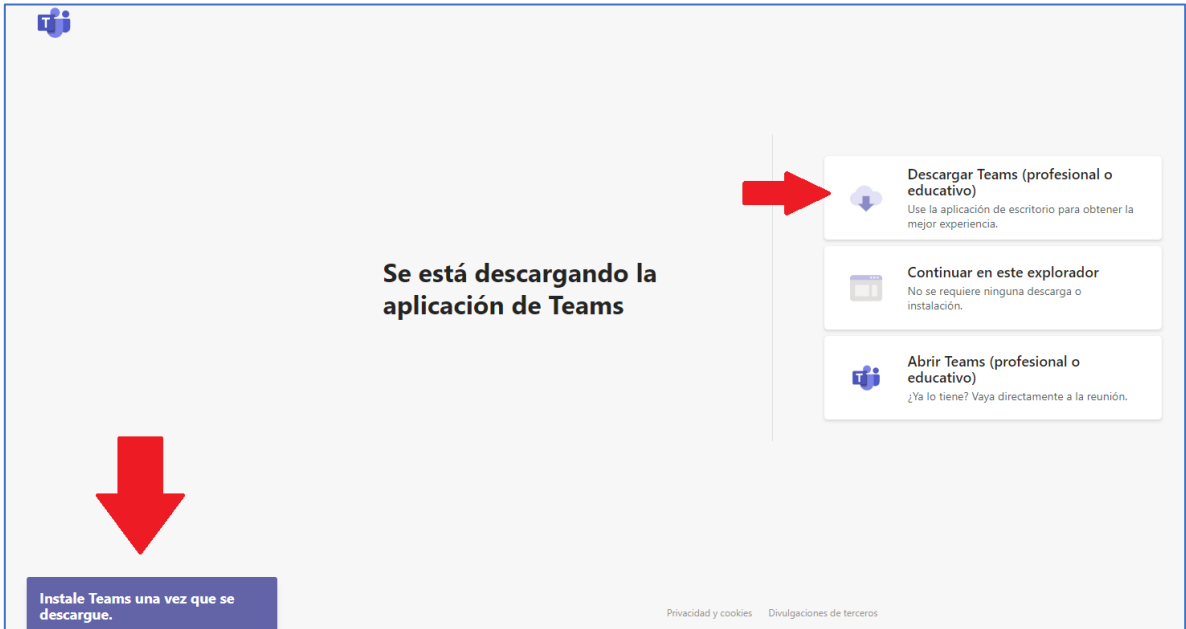 Se está descargando la
aplicación de Teams
Descargar Teams (profesional o
educativo)
Use la aplicación de escritorio para obtener la
mejor experiencia.
Continuar en este explorador
No se requiere ninguna descarga o
instalación.
Abrir Teams (profesional o
educativo)
¿Ya lo tiene? Vaya directamente a la reunión.
Instale Teams una vez que se
descargue.
Privacidad y cookies
Divulgaciones de terceros